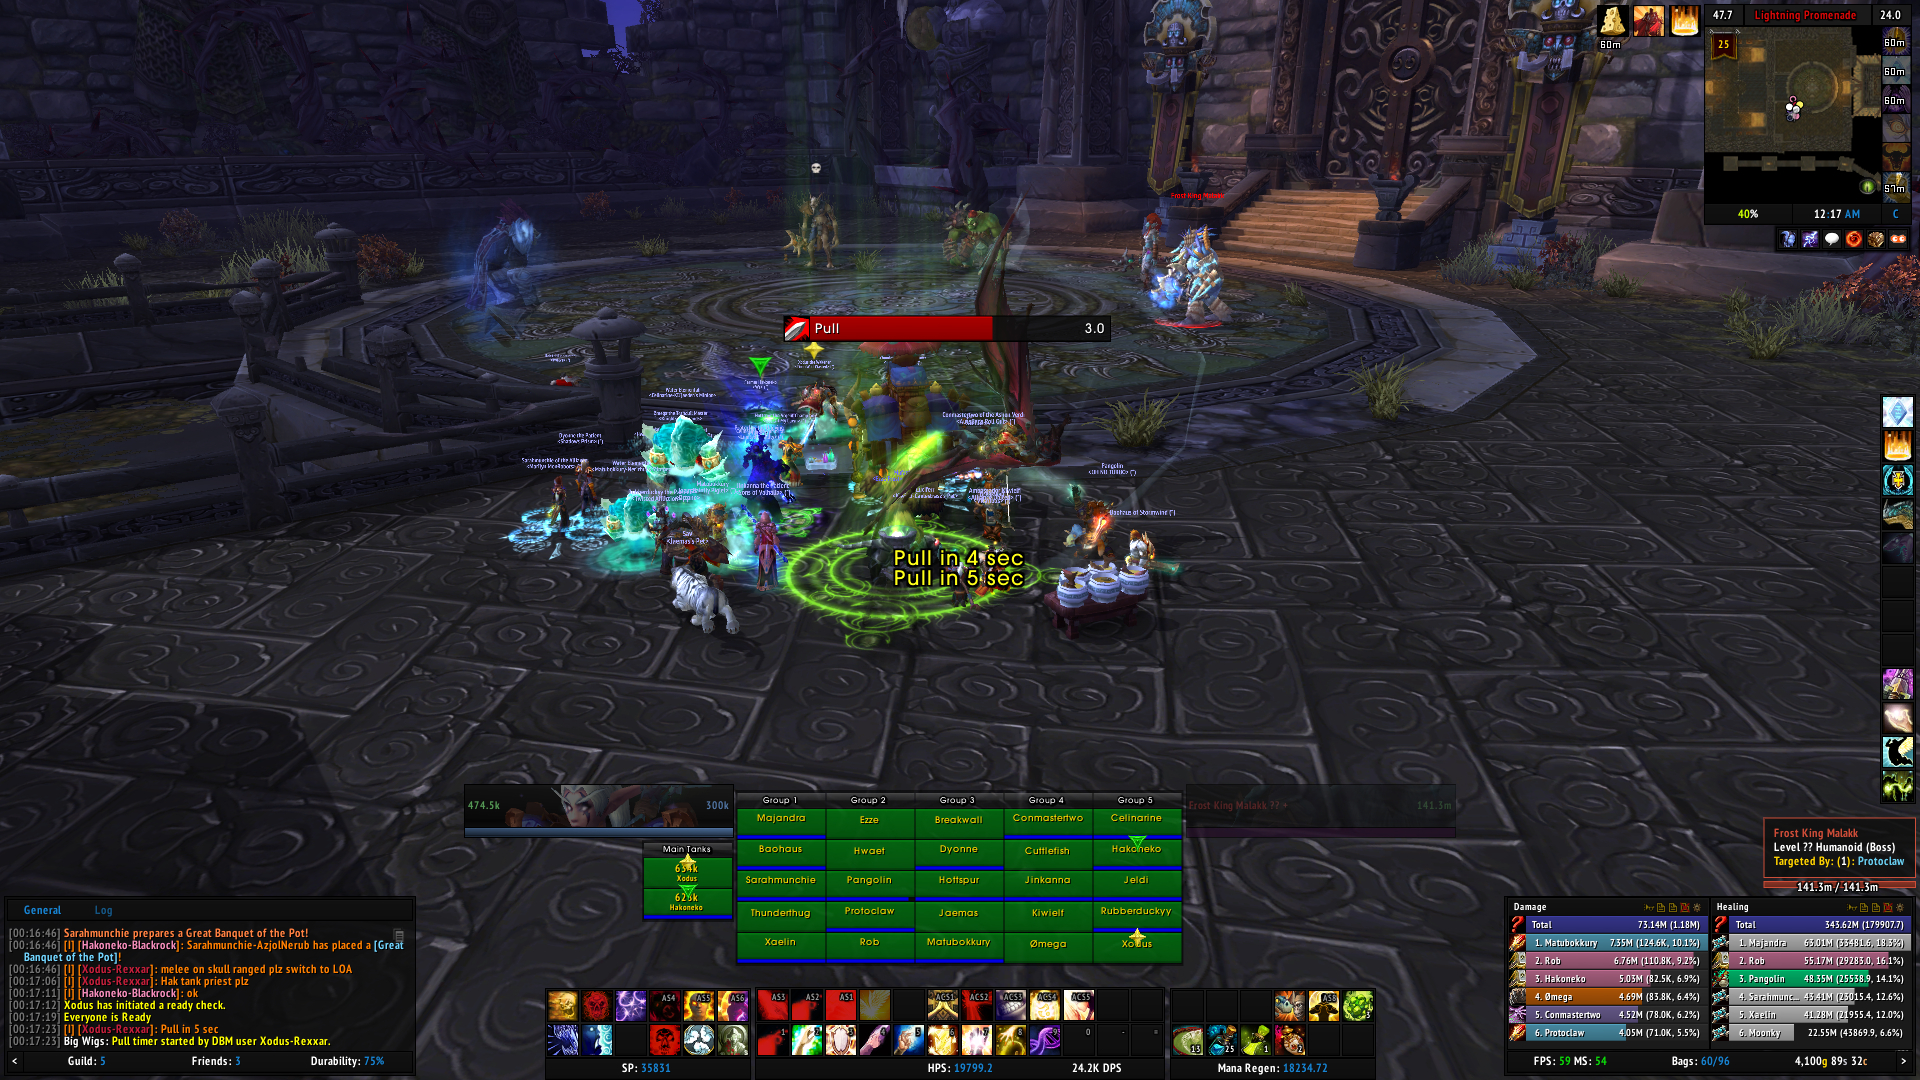 47.7
Lightning Promenade
24.0
25
60m
60m
60m
60m
57m
40%
12:17 AM
C
Pull
3.0
Pull in 4 sec
Pull in 5 sec
Pangolin
Baohaus of Stormwind (*)
Sav
474.5k
300k
Group 1
Group 2
Group 3
Group 4
Group 5
Majandra
Ezze
Breakwall
Conmastertwo
Celinarine
Baohaus
Hwaet
Dyonne
Cuttlefish
Hakoneko
Sarahmunchie
Pangolin
Hottspur
Jinkanna
Jeldi
Thunderthug
Protoclaw
Jaemas
Kiwielf
Rubberduckyy
Xaelin
Rob
Matubokkury
Ømega
Xodus
Main Tanks
634k
Xodus
Hakoneko
Frost King Malakk ?? +
141.3m
Frost King Malakk
Level ?? Humanoid (Boss)
Targeted By: (1): Protoclaw
141.3m / 141.3m
General
Log
[00:16:46] Sarahmunchie prepares a Great Banquet of the Pot!
[00:16:46] [I] [Hakoneko-Blackrock]: Sarahmunchie-AzjolNerub has placed a [Great
Banquet of the Pot]!
[00:16:46] [I] [Xodus-Rexxar]: melee on skull ranged plz switch to LOA
[00:17:06] [I] [Xodus-Rexxar]: Hak tank priest plz
[00:17:11] [I] [Hakoneko-Blackrock]: ok
[00:17:12] Xodus has initiated a ready check.
[00:17:19] Everyone is Ready
[00:17:23] [I] [Xodus-Rexxar]: Pull in 5 sec
[00:17:23] Big Wigs: Pull timer started by DBM user Xodus-Rexxar.
<
Guild: 5
Friends: 3
Durability: 75%
SP: 35831
HPS: 19799.2
24.2K DPS
Mana Regen: 18234.72
Damage
Total 73.14M (1.18M)
1. Matubokkury 7.35M (124.6K, 10.1%)
2. Rob 6.76M (110.8K, 9.2%)
3. Hakoneko 5.03M (82.5K, 6.9%)
4. Ømega 4.69M (83.8K, 6.4%)
5. Conmastertwo 4.52M (78.0K, 6.2%)
6. Protoclaw 4.05M (71.0K, 5.5%)
Healing
Total 343.62M (179907.7)
1. Majandra 63.01M (33481.6, 18.3%)
2. Rob 55.17M (29283.0, 16.1%)
3. Pangolin 48.35M (25538.9, 14.1%)
4. Sarahmunc... 43.41M (23015.4, 12.6%)
5. Xaelin 41.28M (21955.4, 12.0%)
6. Moonky 22.55M (43869.9, 6.6%)
FPS: 59 MS: 54
Bags: 60/96
4,100g 89s 32c
>